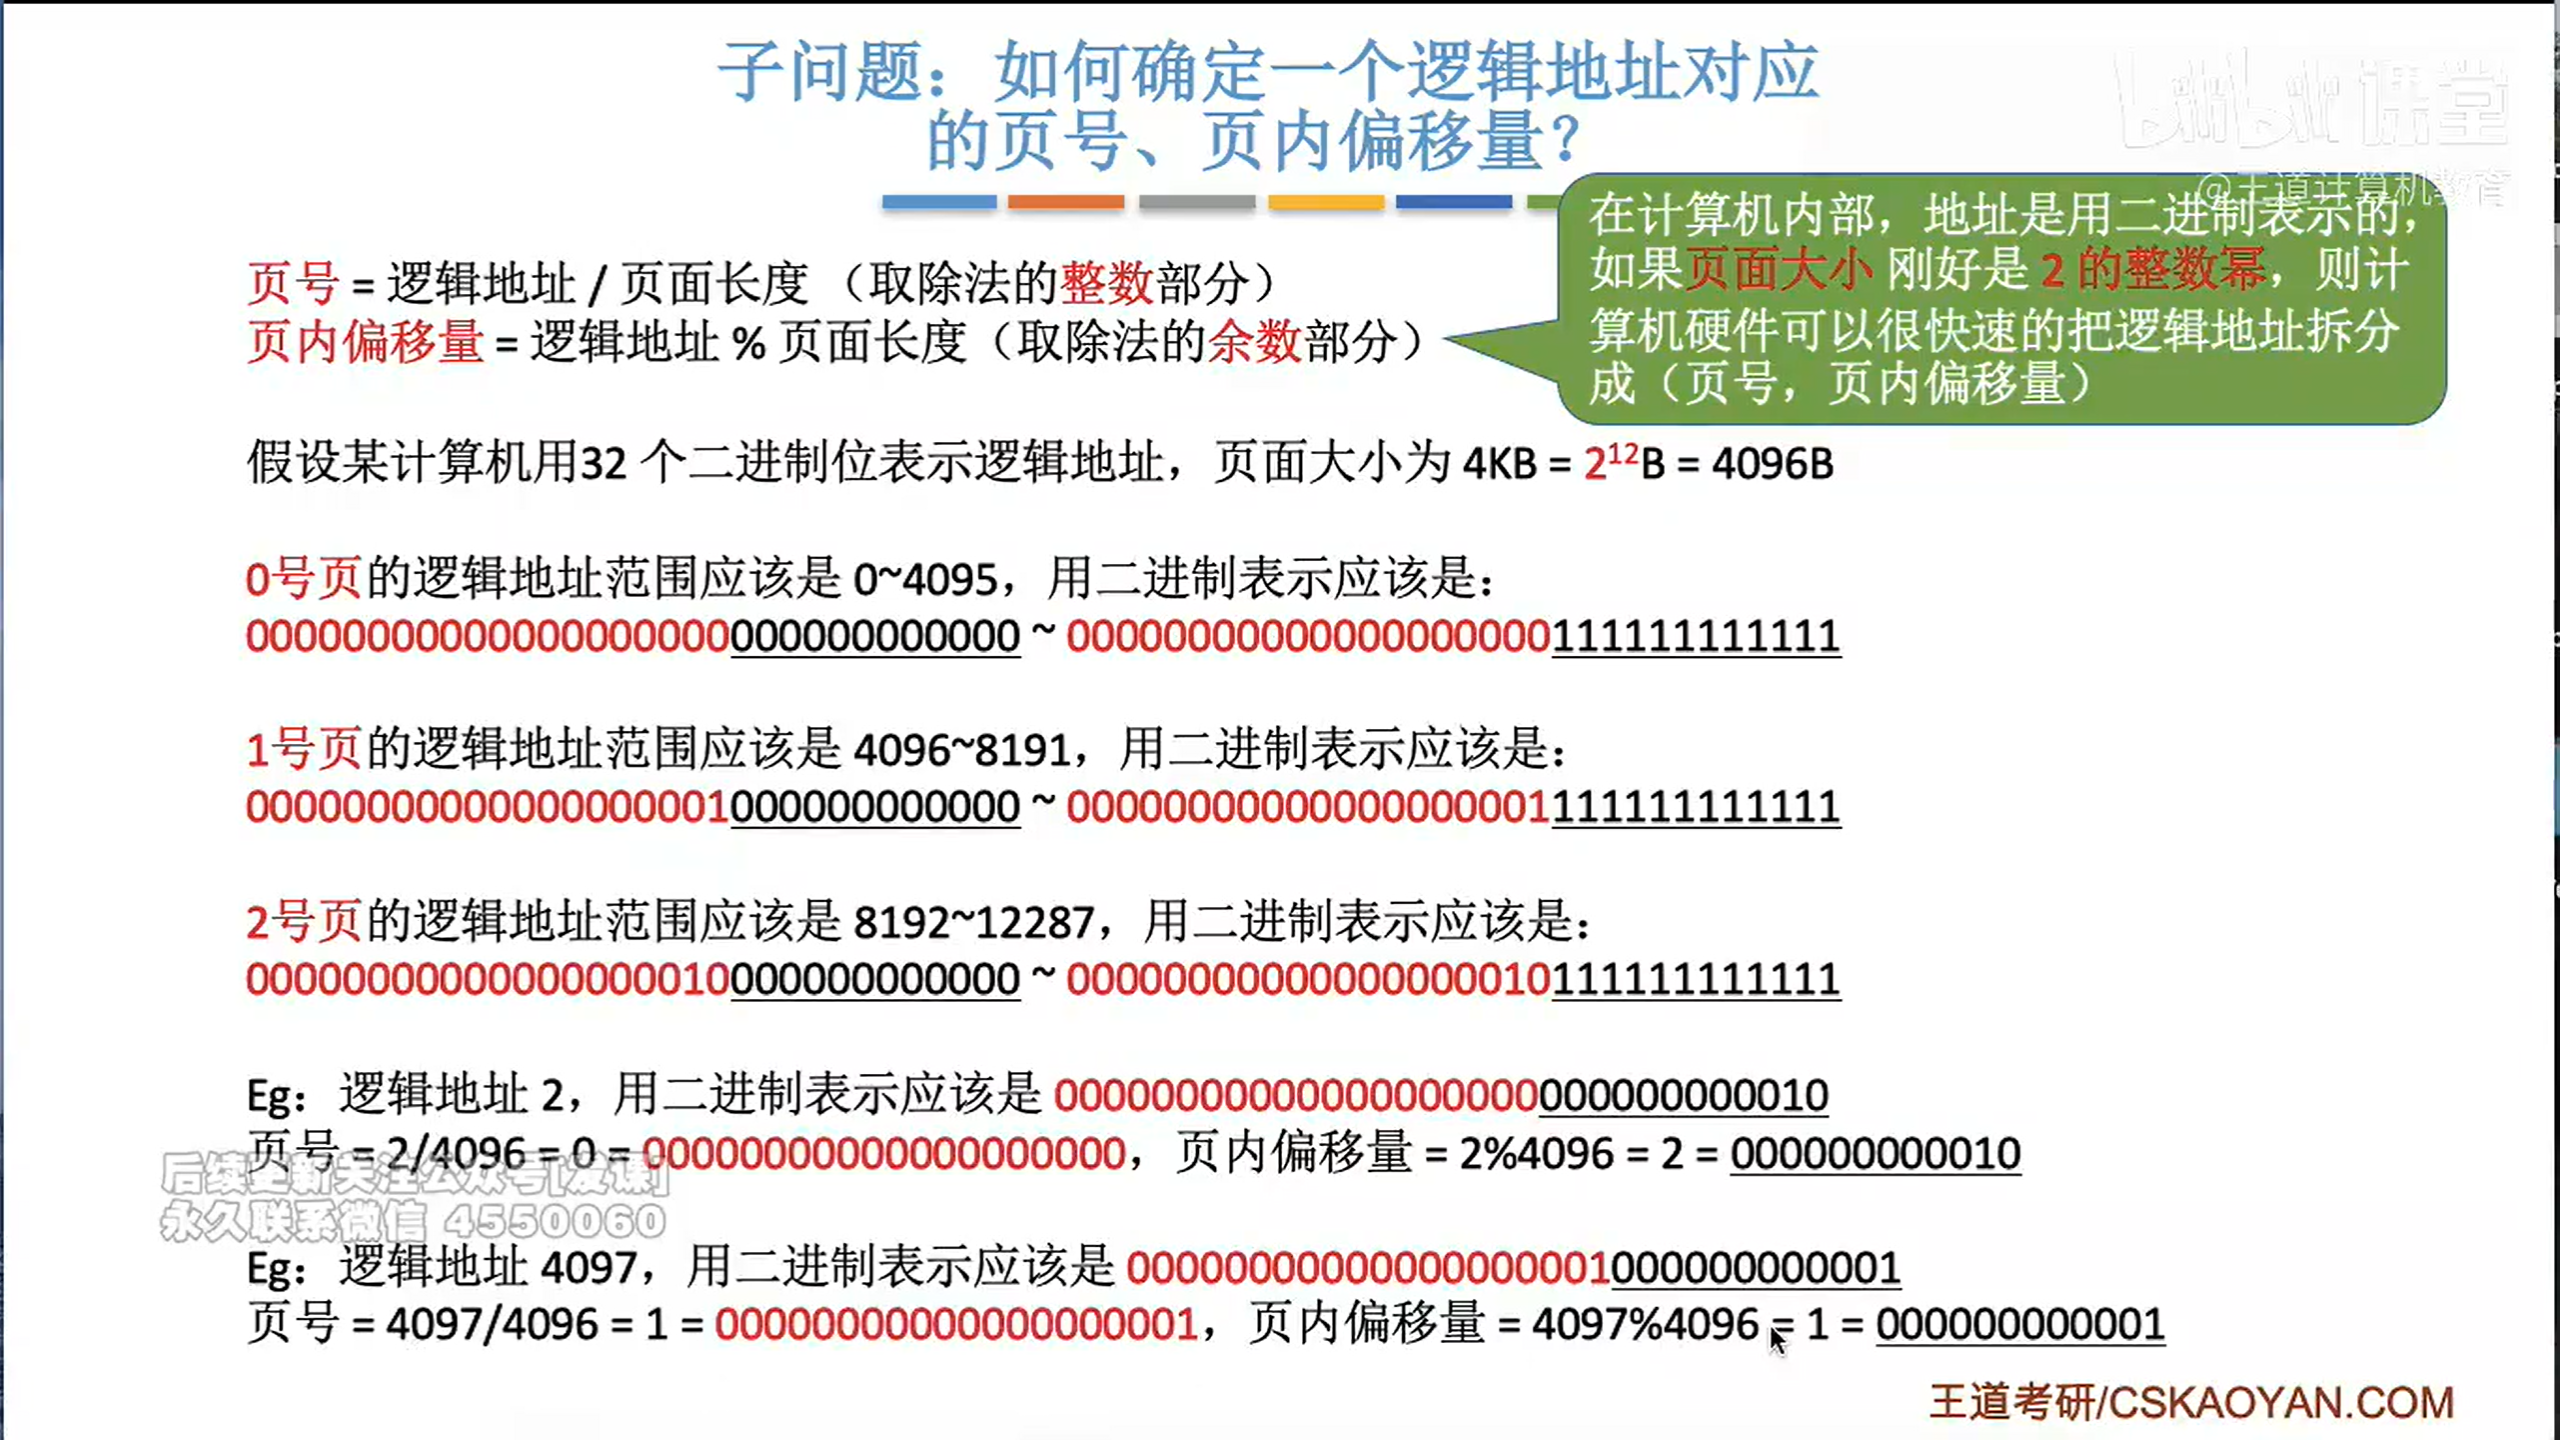 子问题：如何确定一个逻辑地址对应
的页号、页内偏移量？
bilibili课堂
@王道计算机教育
在计算机内部，地址是用二进制表示的，
如果页面大小 刚好是 2 的整数幂，则计
算机硬件可以很快速的把逻辑地址拆分
成（页号，页内偏移量）
页号 = 逻辑地址 / 页面长度 （取除法的整数部分）
页内偏移量 = 逻辑地址 % 页面长度（取除法的余数部分）
假设某计算机用32 个二进制位表示逻辑地址，页面大小为 4KB = 2¹²B = 4096B
0号页的逻辑地址范围应该是 0~4095，用二进制表示应该是：
00000000000000000000000000000000 ~ 00000000000000000000111111111111
1号页的逻辑地址范围应该是 4096~8191，用二进制表示应该是：
00000000000000000001000000000000 ~ 00000000000000000001111111111111
2号页的逻辑地址范围应该是 8192~12287，用二进制表示应该是：
00000000000000000010000000000000 ~ 00000000000000000010111111111111
Eg：逻辑地址 2，用二进制表示应该是 00000000000000000000000000000010
页号 = 2/4096 = 0 = 00000000000000000000，页内偏移量 = 2%4096 = 2 = 000000000010
后续更新关注公众号[发课]
永久联系微信 4550060
Eg：逻辑地址 4097，用二进制表示应该是 00000000000000000001000000000001
页号 = 4097/4096 = 1 = 00000000000000000001，页内偏移量 = 4097%4096 = 1 = 000000000001
王道考研/CSKAOYAN.COM